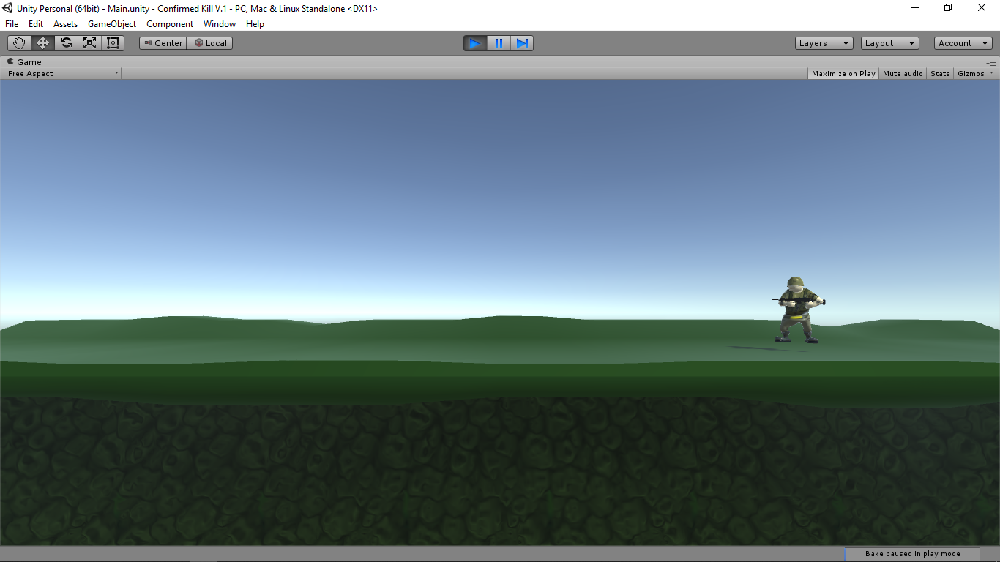 Unity Personal (64bit) - Main.unity - Confirmed Kill V.1 - PC, Mac & Linux Standalone <DX11>
File Edit Assets GameObject Component Window Help
Center Local Layers Layout Account
Game
Free Aspect Maximize on Play Mute audio Stats Gizmos
Bake paused in play mode